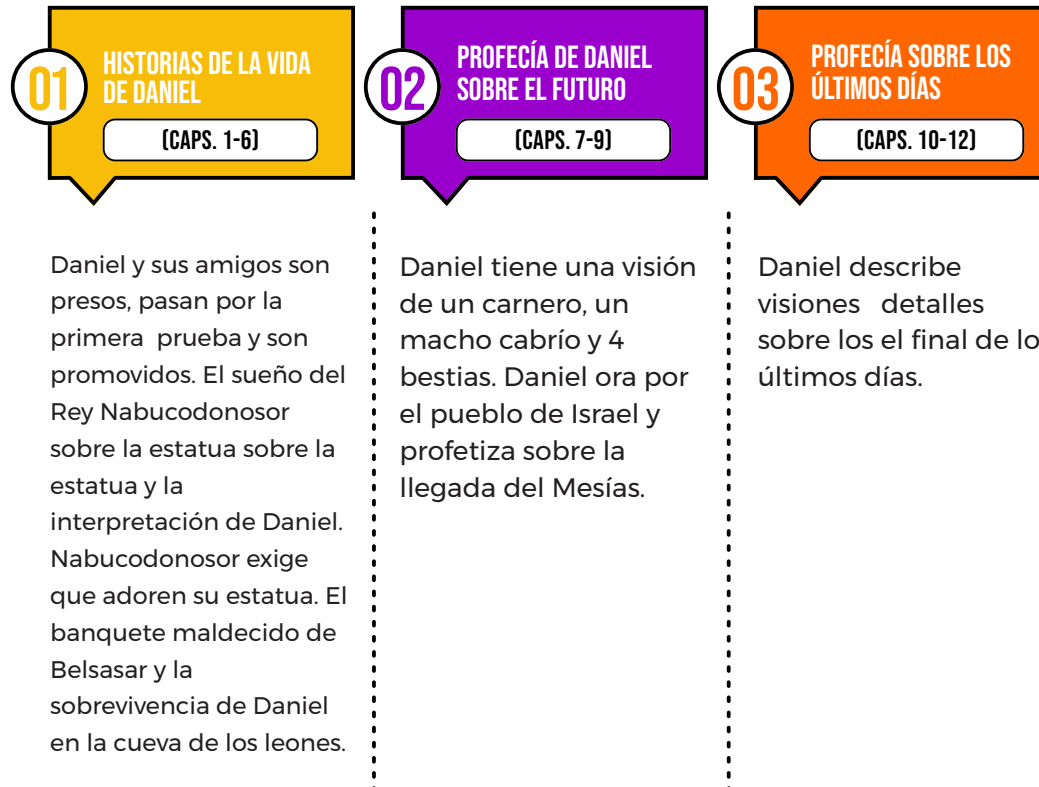 01
HISTORIAS DE LA VIDA
DE DANIEL
(CAPS. 1-6)
Daniel y sus amigos son
presos, pasan por la
primera prueba y son
promovidos. El sueño del
Rey Nabucodonosor
sobre la estatua sobre la
estatua y la
interpretación de Daniel.
Nabucodonosor exige
que adoren su estatua. El
banquete maldecido de
Belsasar y la
sobrevivencia de Daniel
en la cueva de los leones.
02
PROFECÍA DE DANIEL
SOBRE EL FUTURO
(CAPS. 7-9)
Daniel tiene una visión
de un carnero, un
macho cabrío y 4
bestias. Daniel ora por
el pueblo de Israel y
profetiza sobre la
llegada del Mesías.
03
PROFECÍA SOBRE LOS
ÚLTIMOS DÍAS
(CAPS. 10-12)
Daniel describe
visiones detalles
sobre los el final de lo
últimos días.